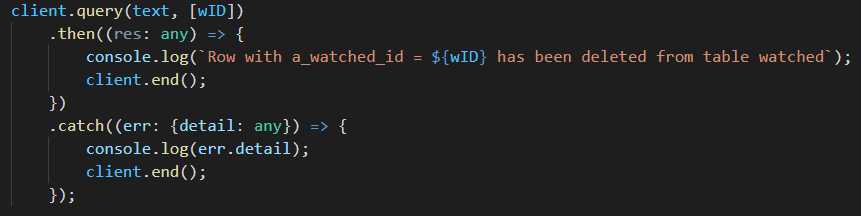 client.query(text, [wID])
    .then((res: any) => {
        console.log(`Row with a_watched_id = ${wID} has been deleted from table watched`);
        client.end();
    })
    .catch((err: {detail: any}) => {
        console.log(err.detail);
        client.end();
    });